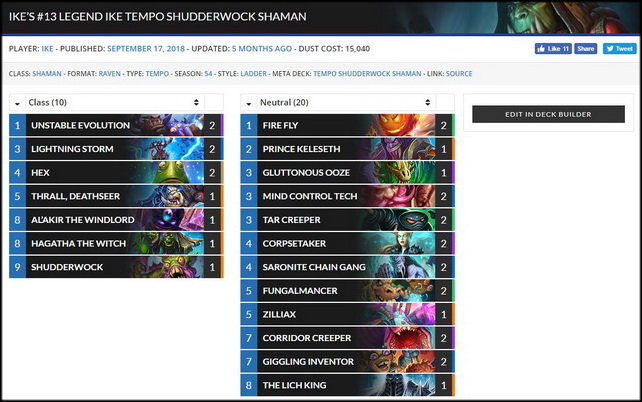 IKE'S #13 LEGEND IKE TEMPO SHUDDERWOCK SHAMAN
PLAYER: IKE - PUBLISHED: SEPTEMBER 17, 2018 - UPDATED: 5 MONTHS AGO - DUST COST: 15,040
Like 11 Share Tweet
CLASS: SHAMAN - FORMAT: RAVEN - TYPE: TEMPO - SEASON: 54 - STYLE: LADDER - META DECK: TEMPO SHUDDERWOCK SHAMAN - LINK: SOURCE
Class (10)
1 UNSTABLE EVOLUTION 2
3 LIGHTNING STORM 2
4 HEX 2
5 THRALL, DEATHSEER 1
8 AL'AKIR THE WINDLORD 1
8 HAGATHA THE WITCH 1
9 SHUDDERWOCK 1
Neutral (20)
1 FIRE FLY 2
2 PRINCE KELESETH 1
3 GLUTTONOUS OOZE 1
3 MIND CONTROL TECH 2
3 TAR CREEPER 2
4 CORPSETAKER 2
4 SARONITE CHAIN GANG 2
5 FUNGALMANCER 2
5 ZILLIAX 1
7 CORRIDOR CREEPER 2
7 GIGGLING INVENTOR 2
8 THE LICH KING 1
EDIT IN DECK BUILDER